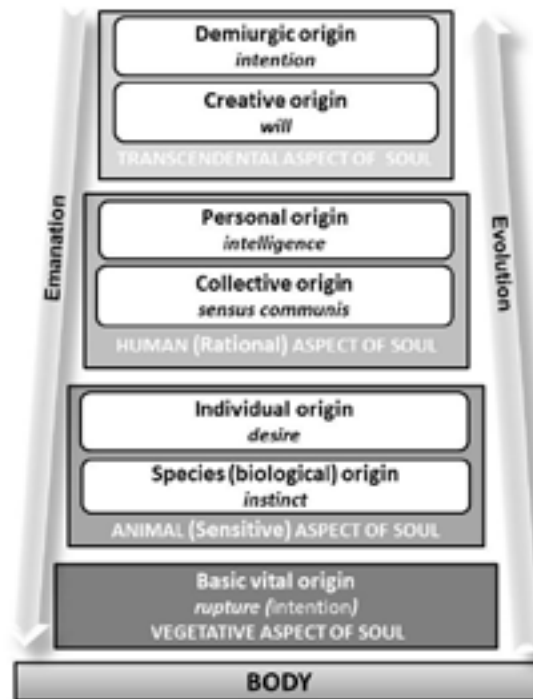 Demiurgic origin
intention
Creative origin
will
TRANSCENDENTAL ASPECT OF SOUL
Emanation
Evolution
Personal origin
intelligence
Collective origin
sensus communis
HUMAN (Rational) ASPECT OF SOUL
Individual origin
desire
Species (biological) origin
instinct
ANIMAL (Sensitive) ASPECT OF SOUL
Basic vital origin
rupture (intention)
VEGETATIVE ASPECT OF SOUL
BODY